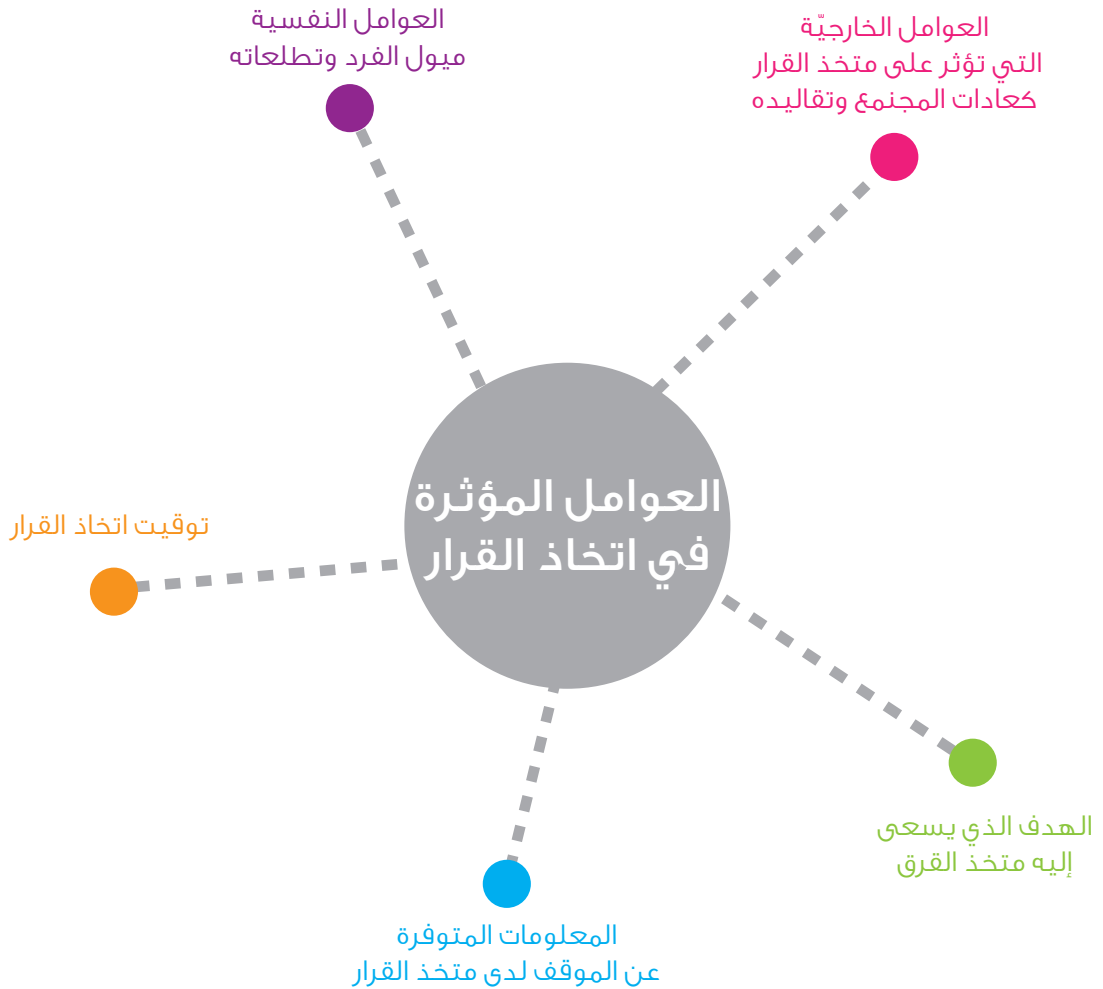 العوامل الخارجيّة
التي تؤثر على متخذ القرار
كعادات المجنمع وتقاليده
العوامل النفسية
ميول الفرد وتطلعاته
العوامل المؤثرة
في اتخاذ القرار
توقيت اتخاذ القرار
الهدف الذي يسعى
إليه متخذ القرق
المعلومات المتوفرة
عن الموقف لدى متخذ القرار